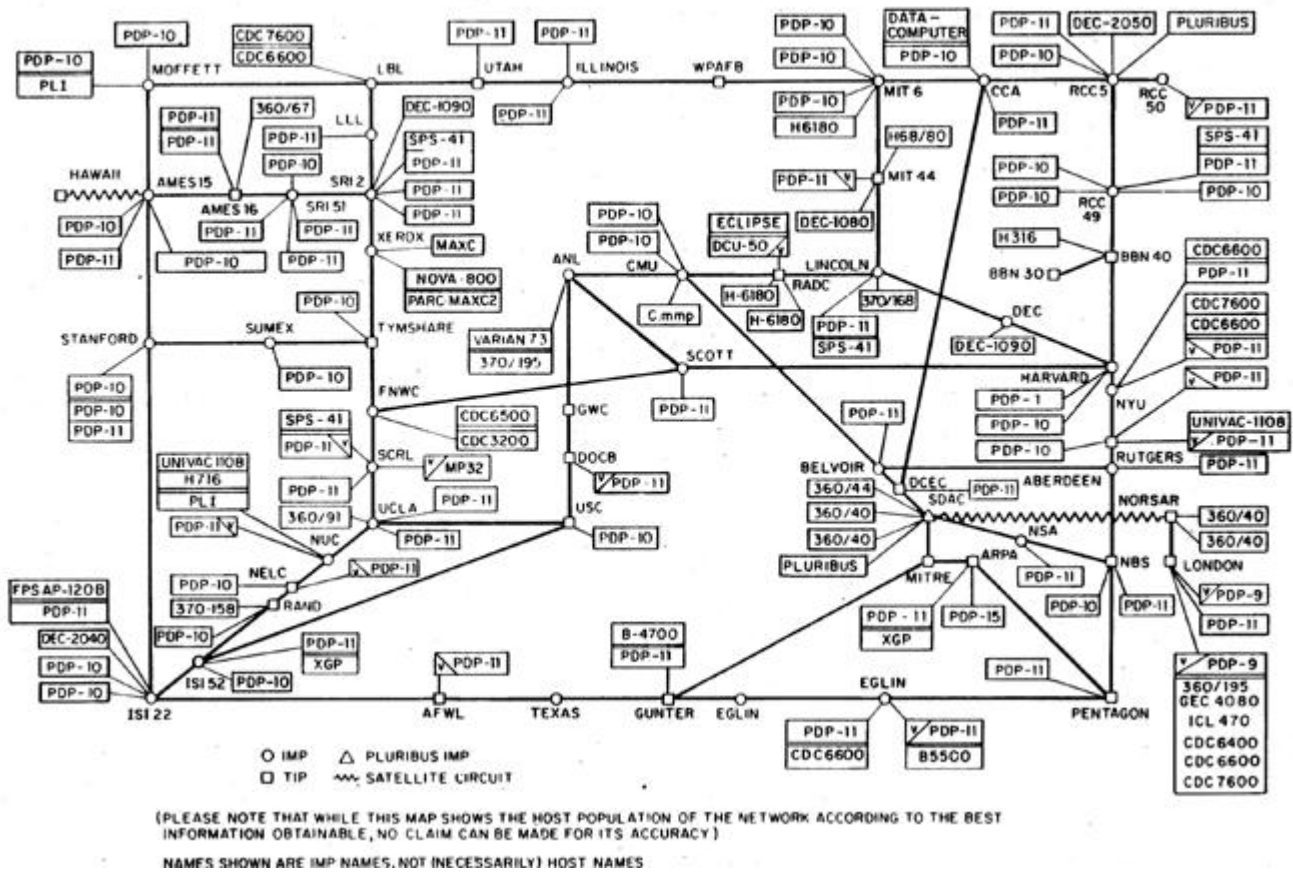 PDP-10
CDC 7600
CDC 6600
PDP-11
PDP-11
PDP-10
DATA-
COMPUTER
PDP-10
PDP-11
DEC-2050
PLURIBUS
PDP-10
PLI
MOFFETT
LBL
UTAH
ILLINOIS
WPAFB
PDP-10
PDP-10
MIT 6
CCA
RCC 5
RCC
50
PDP-11
PDP-10
H6180
PDP-11
V PDP-11
360/67
LLL
DEC-1090
PDP-11
PDP-11
PDP-11
SPS-41
PDP-11
H68/80
SPS-41
PDP-11
PDP-10
HAWAII
AMES 15
AMES 16
PDP-10
SRI 51
SRI 2
PDP-11
PDP-11
PDP-11 V
MIT 44
DEC-1080
PDP-10
PDP-10
RCC
49
PDP-10
PDP-11
PDP-10
PDP-11
PDP-11
PDP-11
XEROX
MAXC
NOVA-800
PARC MAXC2
PDP-10
PDP-10
ECLIPSE
DCU-50 V
H316
BBN 40
BBN 30
CDC6600
PDP-11
ANL
CMU
C.mmp
RADC
LINCOLN
H-6180
H-6180
370/168
PDP-11
SPS-41
DEC
DEC-1090
CDC7600
CDC6600
V PDP-11
V PDP-11
STANFORD
SUMEX
PDP-10
TYMSHARE
PDP-10
VARIAN 73
370/195
SCOTT
PDP-11
HARVARD
PDP-1
PDP-10
PDP-10
NYU
PDP-10
PDP-10
PDP-11
FNWC
CDC6500
CDC3200
GWC
UNIVAC-1108
V PDP-11
RUTGERS
PDP-11
SPS-41
PDP-11 V
SCRL
V MP32
DOCB
V PDP-11
PDP-11
BELVOIR
DCEC
PDP-11
ABERDEEN
UNIVAC 1108
H716
PLI
PDP-11 V
PDP-11
360/91
UCLA
PDP-11
PDP-11
USC
PDP-10
360/44
360/40
360/40
PLURIBUS
SDAC
NORSAR
360/40
360/40
NUC
NELC
PDP-10
V PDP-11
NSA
PDP-11
MITRE
ARPA
NBS
PDP-10
PDP-11
LONDON
V PDP-9
PDP-11
FPS AP-120B
PDP-11
DEC-2040
PDP-10
PDP-10
370-158
RAND
PDP-10
PDP-11
XGP
PDP-10
ISI 52
PDP-11
XGP
PDP-15
V PDP-9
360/195
GEC 4080
ICL 470
CDC6400
CDC6600
CDC7600
V PDP-11
B-4700
PDP-11
PDP-11
ISI 22
AFWL
TEXAS
GUNTER
EGLIN
EGLIN
PENTAGON
PDP-11
CDC6600
V PDP-11
B5500
IMP
PLURIBUS IMP
TIP
SATELLITE CIRCUIT
(PLEASE NOTE THAT WHILE THIS MAP SHOWS THE HOST POPULATION OF THE NETWORK ACCORDING TO THE BEST
INFORMATION OBTAINABLE, NO CLAIM CAN BE MADE FOR ITS ACCURACY)
NAMES SHOWN ARE IMP NAMES, NOT (NECESSARILY) HOST NAMES